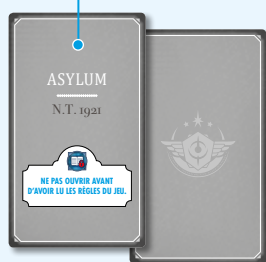 ASYLUM
N.T. 1921
NE PAS OUVRIR AVANT
D'AVOIR LU LES RÈGLES DU JEU.